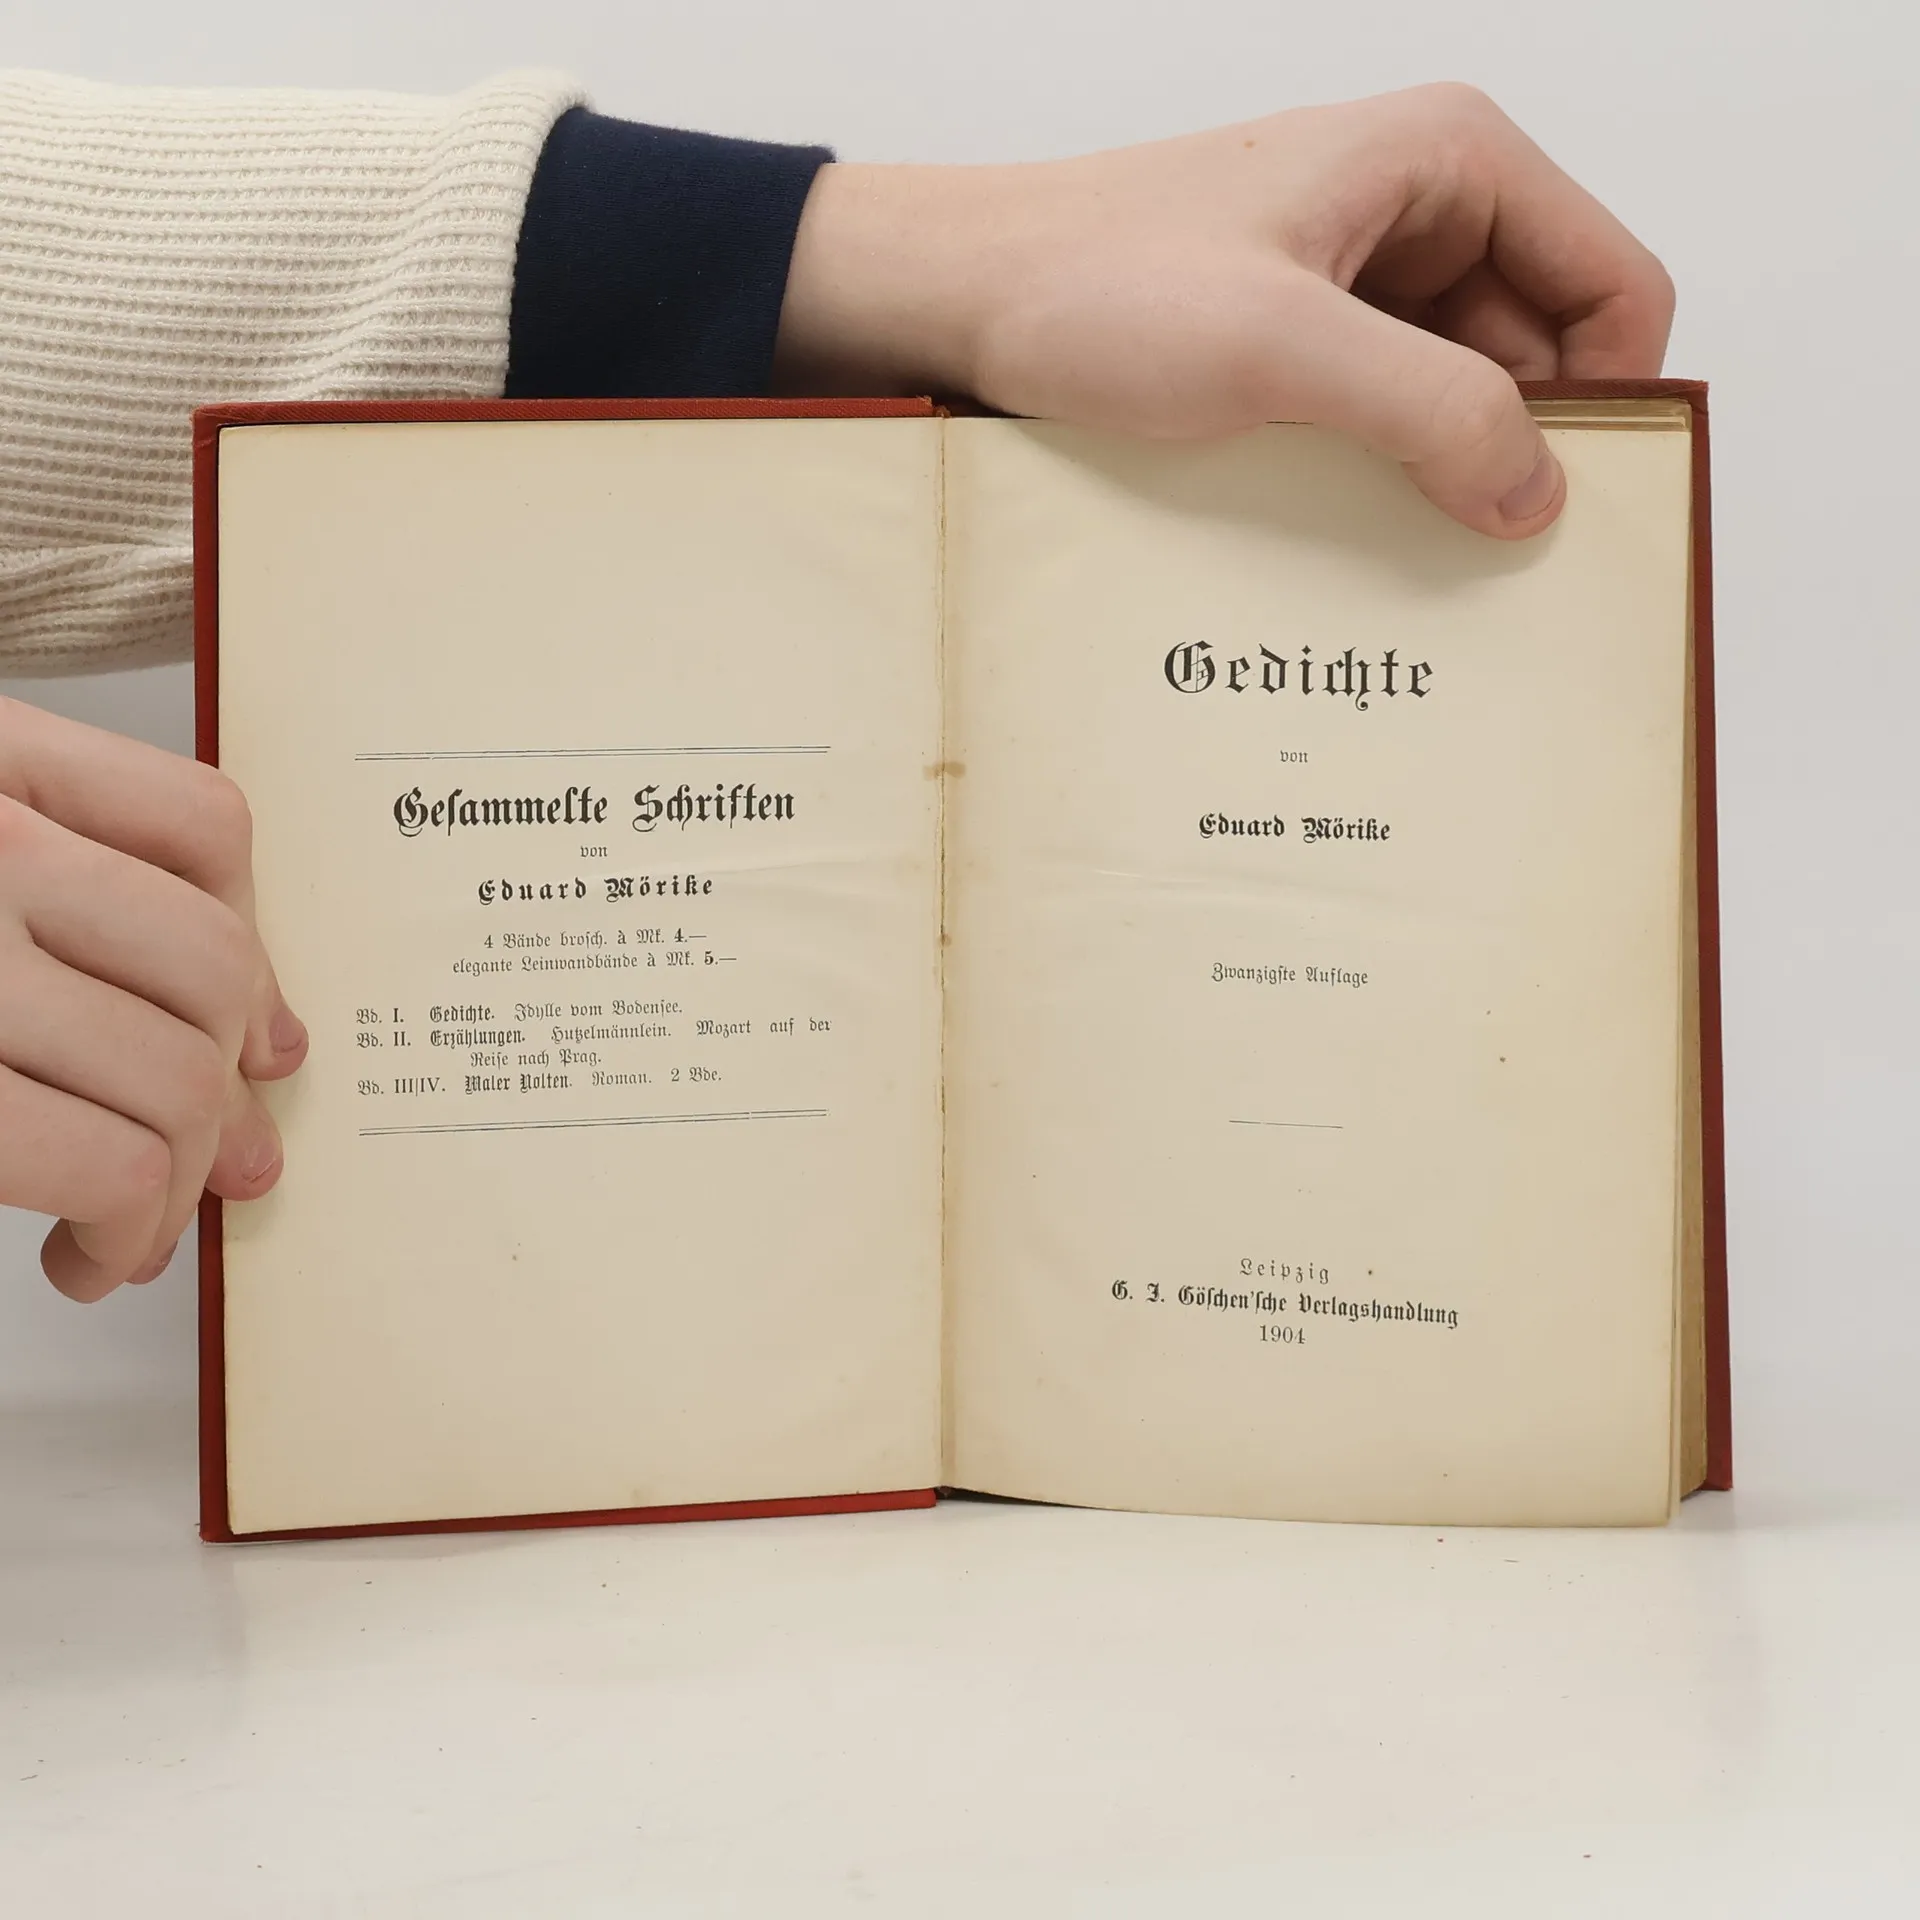 Gesammelte Schriften
von
Eduard Mörike
4 Bände brosch. à Mk. 4.—
elegante Leinwandbände à Mk. 5.—
Bd. I. Gedichte. Idylle vom Bodensee.
Bd. II. Erzählungen. Hutzelmännlein. Mozart auf der
Reise nach Prag.
Bd. III|IV. Maler Nolten. Roman. 2 Bde.
Gedichte
von
Eduard Mörike
Zwanzigste Auflage
Leipzig
G. J. Göschen'sche Verlagshandlung
1904